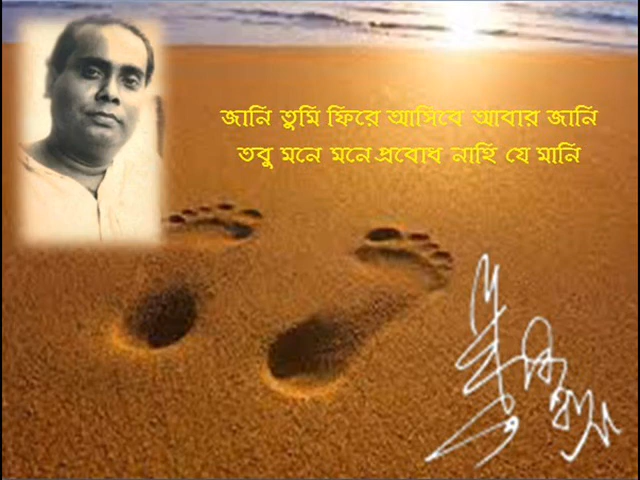 জানি তুমি ফিরে আসিবে আবার জানি
তবু মনে মনে প্রবোধ নাহি যে মানি